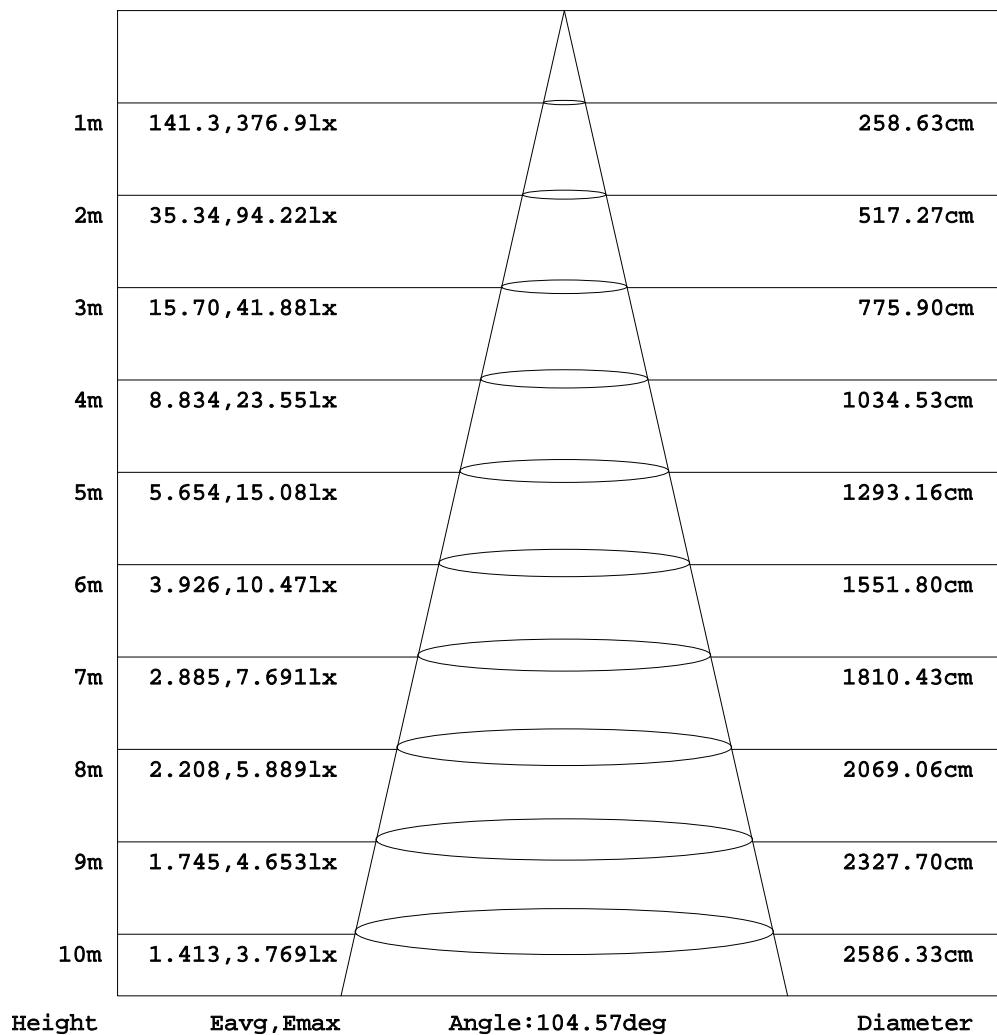 1m 141.3,376.9lx 258.63cm
2m 35.34,94.22lx 517.27cm
3m 15.70,41.88lx 775.90cm
4m 8.834,23.55lx 1034.53cm
5m 5.654,15.08lx 1293.16cm
6m 3.926,10.47lx 1551.80cm
7m 2.885,7.691lx 1810.43cm
8m 2.208,5.889lx 2069.06cm
9m 1.745,4.653lx 2327.70cm
10m 1.413,3.769lx 2586.33cm
Height Eavg,Emax Angle:104.57deg Diameter